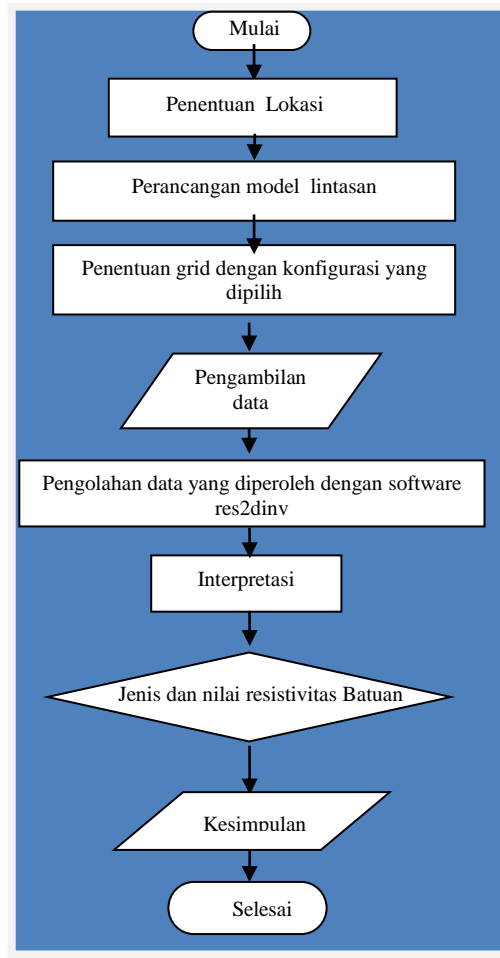 Mulai
Penentuan Lokasi
Perancangan model lintasan
Penentuan grid dengan konfigurasi yang
dipilih
Pengambilan
data
Pengolahan data yang diperoleh dengan software
res2dinv
Interpretasi
Jenis dan nilai resistivitas Batuan
Kesimpulan
Selesai